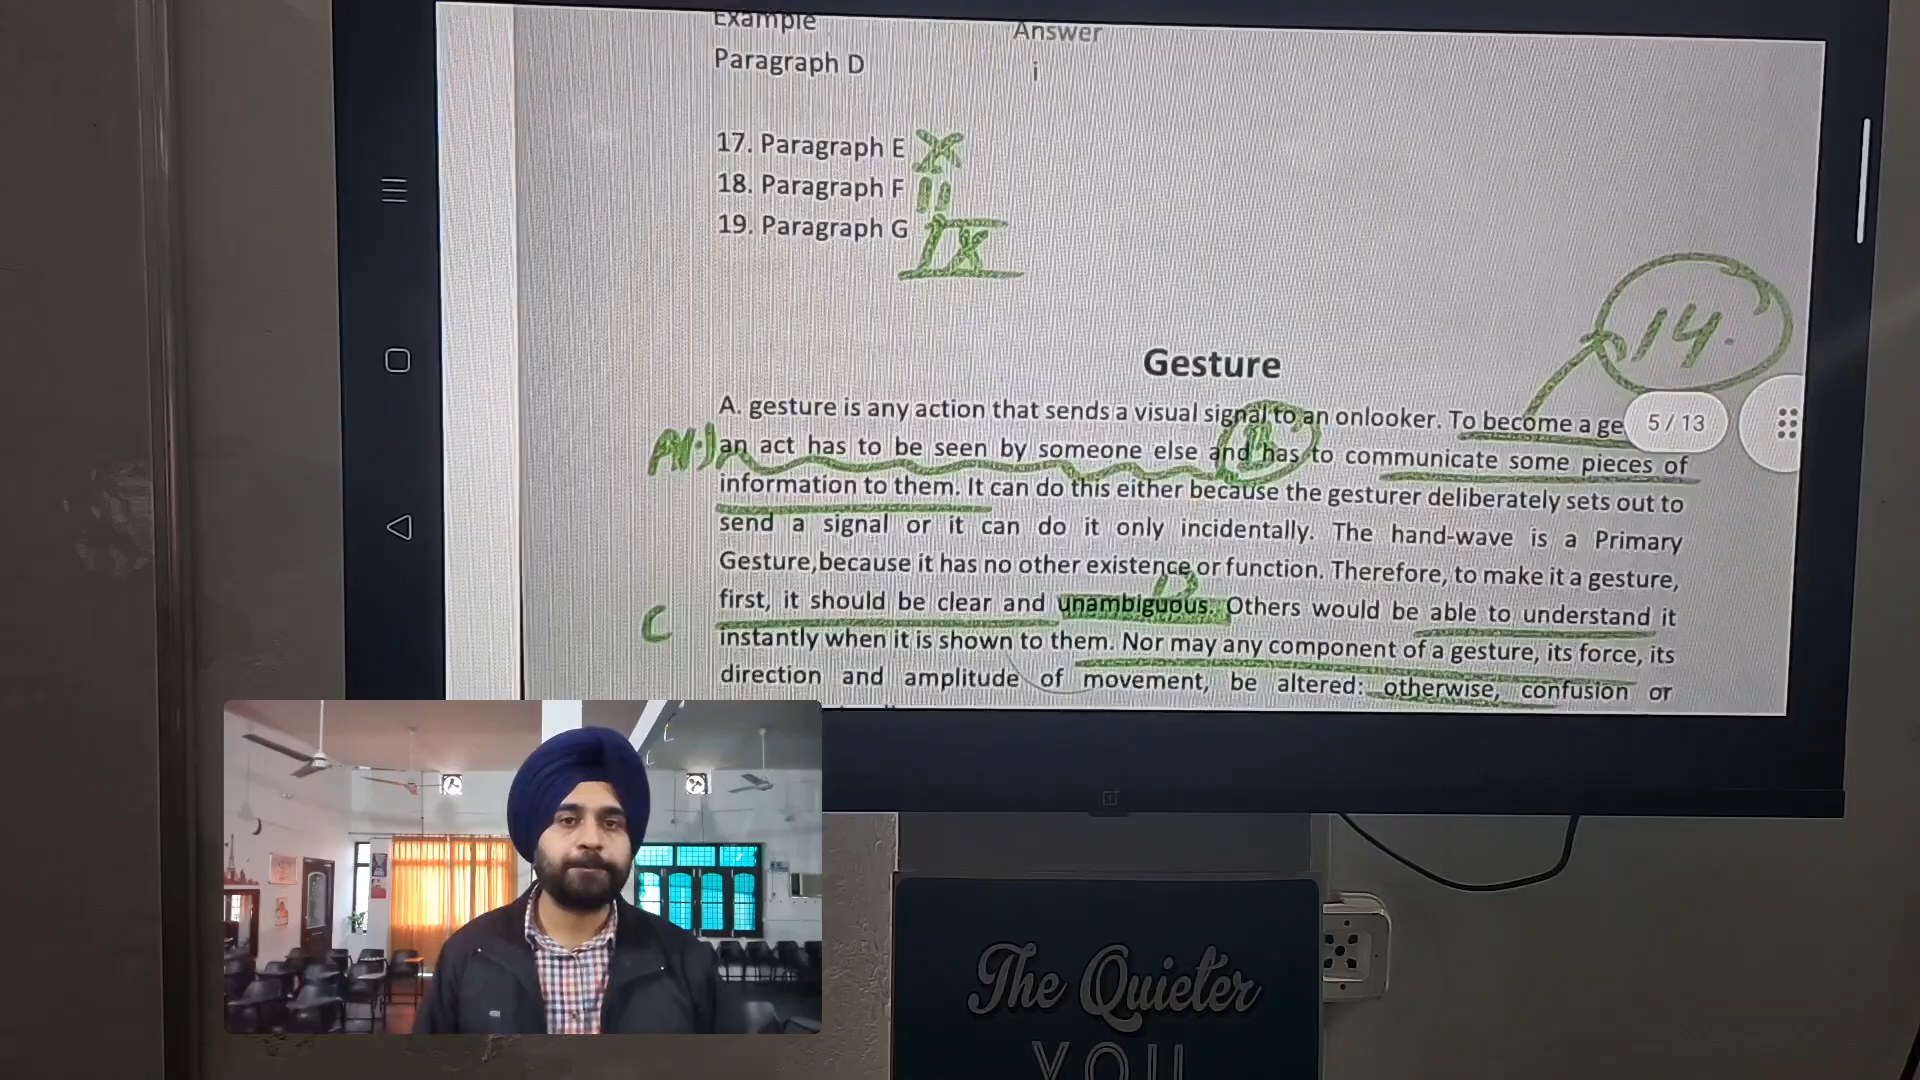 Example Answer
Paragraph D i
17. Paragraph E X
18. Paragraph F II
19. Paragraph G IX
14.
Gesture
A. gesture is any action that sends a visual signal to an onlooker. To become a ge
5 / 13
an act has to be seen by someone else and has to communicate some pieces of
information to them. It can do this either because the gesturer deliberately sets out to
send a signal or it can do it only incidentally. The hand-wave is a Primary
Gesture,because it has no other existence or function. Therefore, to make it a gesture,
C first, it should be clear and unambiguous. Others would be able to understand it
instantly when it is shown to them. Nor may any component of a gesture, its force, its
direction and amplitude of movement, be altered: otherwise, confusion or
The Quieter
YOU